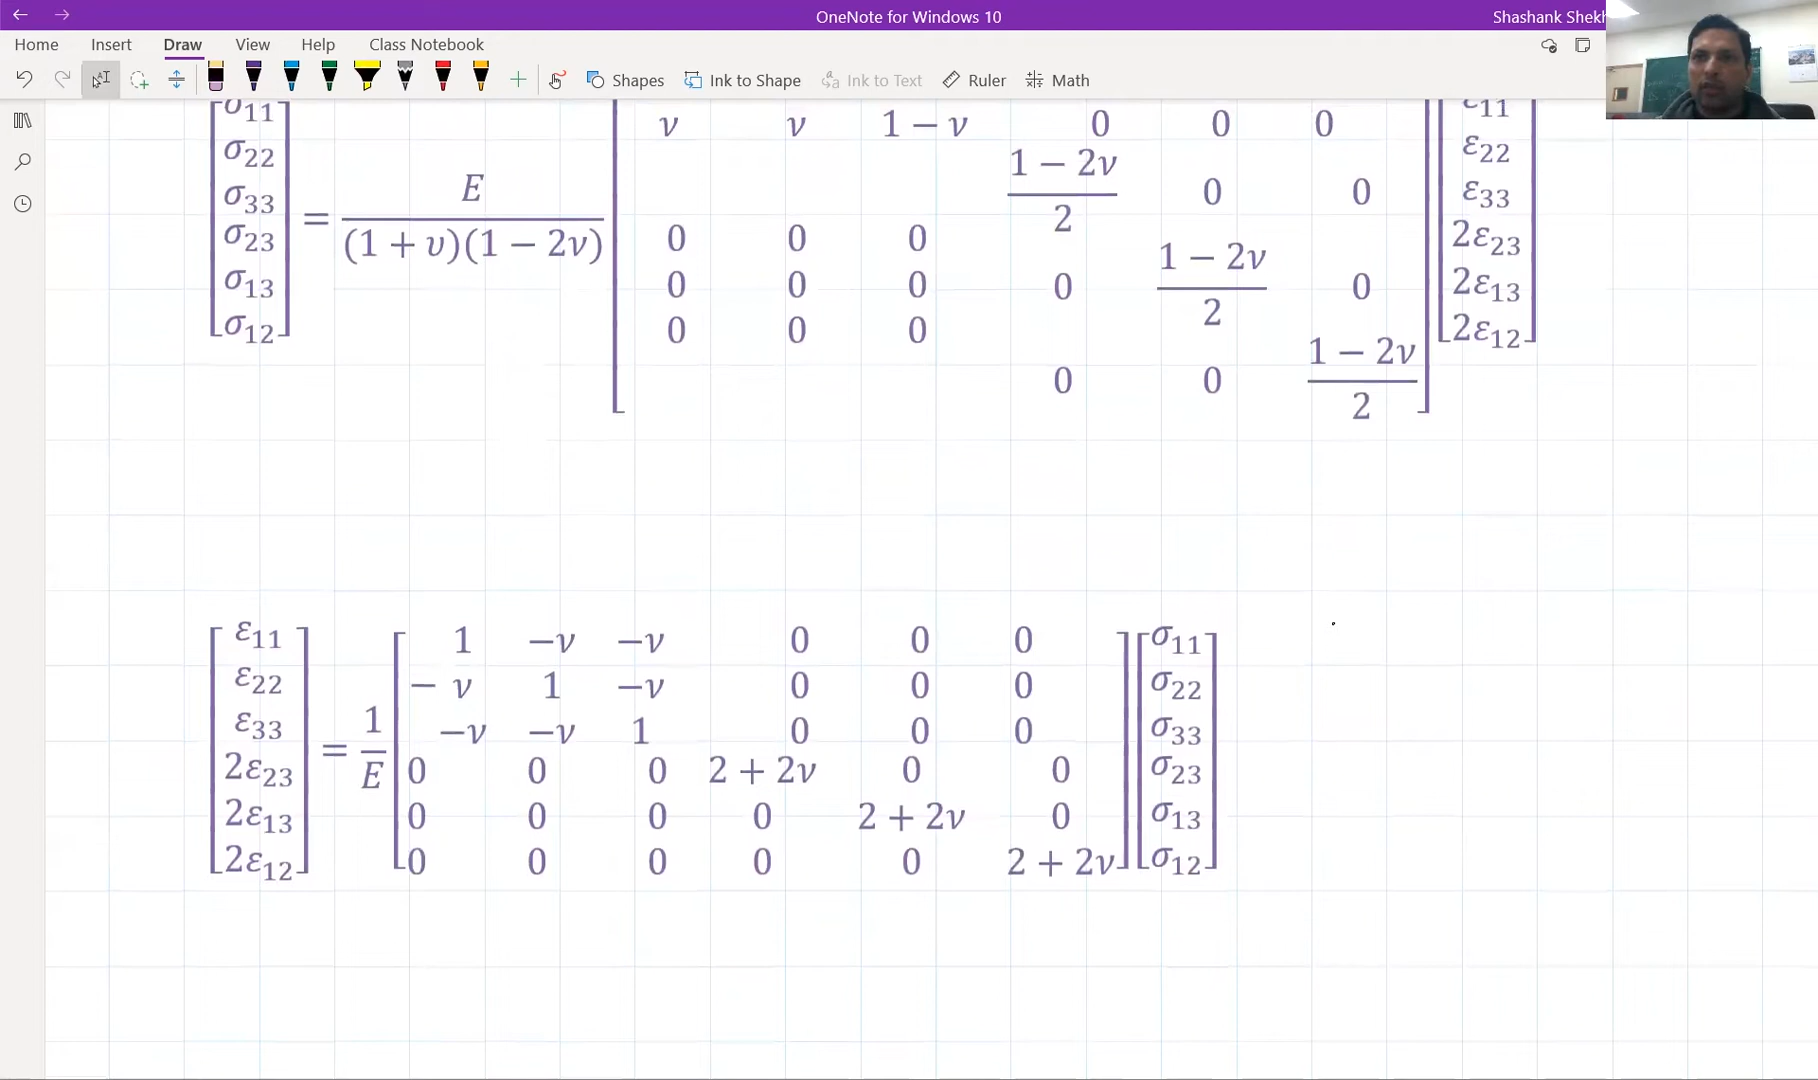 OneNote for Windows 10
Shashank Shekh
Home Insert Draw View Help Class Notebook
Shapes Ink to Shape Ink to Text Ruler Math
σ11
σ22
σ33
σ23
σ13
σ12
=
E
(1 + υ)(1 − 2ν)
ν ν 1 − ν 0 0 0
0 0 0 1 − 2ν / 2 0 0
0 0 0 0 1 − 2ν / 2 0
0 0 0 0 0 1 − 2ν / 2
ε11
ε22
ε33
2ε23
2ε13
2ε12
ε11
ε22
ε33
2ε23
2ε13
2ε12
=
1
E
1 −ν −ν 0 0 0
− ν 1 −ν 0 0 0
−ν −ν 1 0 0 0
0 0 0 2 + 2ν 0 0
0 0 0 0 2 + 2ν 0
0 0 0 0 0 2 + 2ν
σ11
σ22
σ33
σ23
σ13
σ12